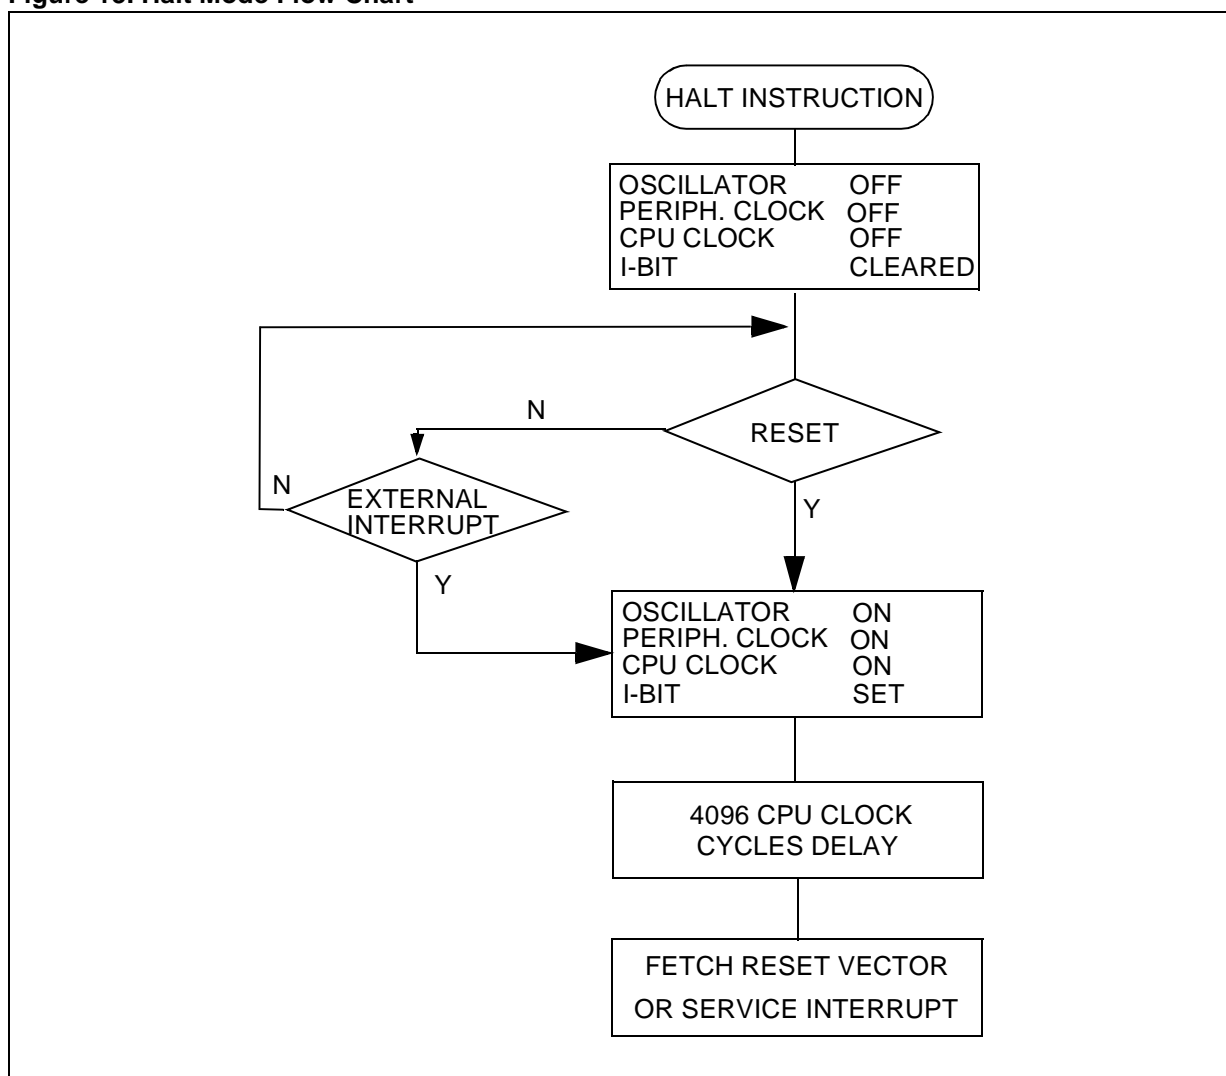 HALT INSTRUCTION
OSCILLATOR OFF
PERIPH. CLOCK OFF
CPU CLOCK OFF
I-BIT CLEARED
N
RESET
N
EXTERNAL
INTERRUPT
Y
Y
OSCILLATOR ON
PERIPH. CLOCK ON
CPU CLOCK ON
I-BIT SET
4096 CPU CLOCK
CYCLES DELAY
FETCH RESET VECTOR
OR SERVICE INTERRUPT